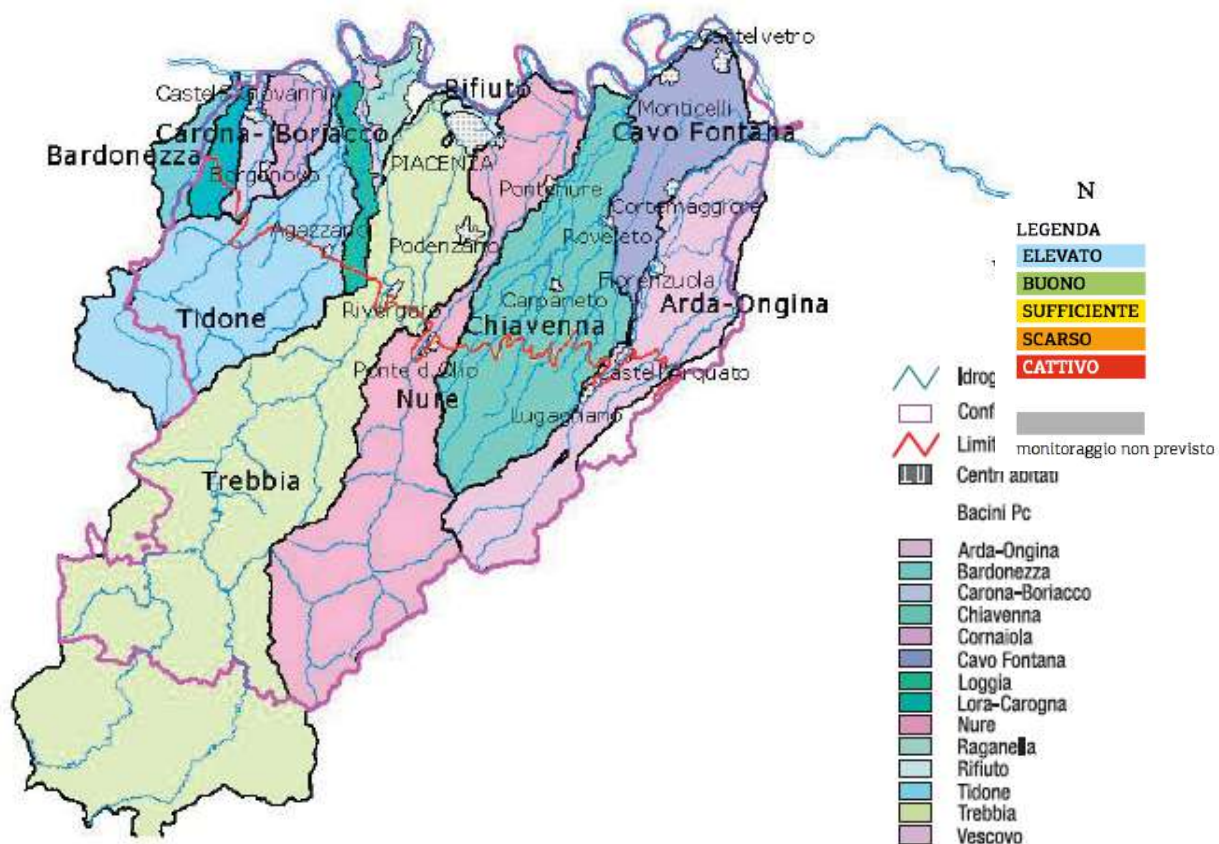 Castelvetro
Rifiuto
Castel S. Giovanni
Monticelli
Carona-Boriacco
Cavo Fontana
Bardonezza
PIACENZA
Borgonovo
Pontenure
Cortemaggiore
Agazzano
Podenzano
Roveleto
Fiorenzuola
Carpaneto
Arda-Ongina
Rivergaro
Tidone
Chiavenna
Ponte d. Olio
Castell'Arquato
Nure
Lugagnano
Trebbia
N
LEGENDA
ELEVATO
BUONO
SUFFICIENTE
SCARSO
CATTIVO
monitoraggio non previsto
Idrog
Conf
Limit
Centri abitati
Bacini Pc
Arda-Ongina
Bardonezza
Carona-Boriacco
Chiavenna
Cornaiola
Cavo Fontana
Loggia
Lora-Carogna
Nure
Raganella
Rifiuto
Tidone
Trebbia
Vescovo